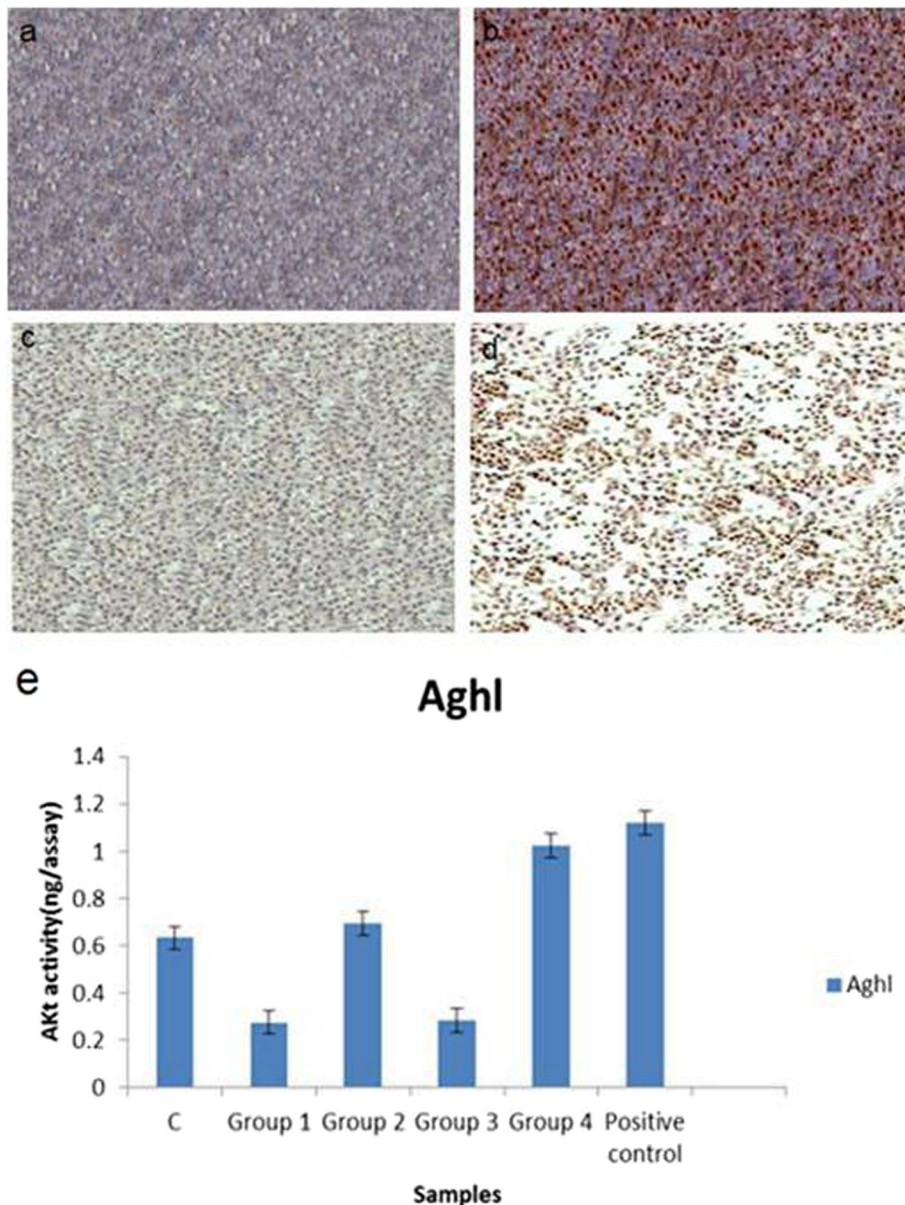 a
b
c
d
e
Aghl
AKt activity(ng/assay)
1.4
1.2
1
0.8
0.6
0.4
0.2
0
C
Group 1
Group 2
Group 3
Group 4
Positive control
Samples
Aghl